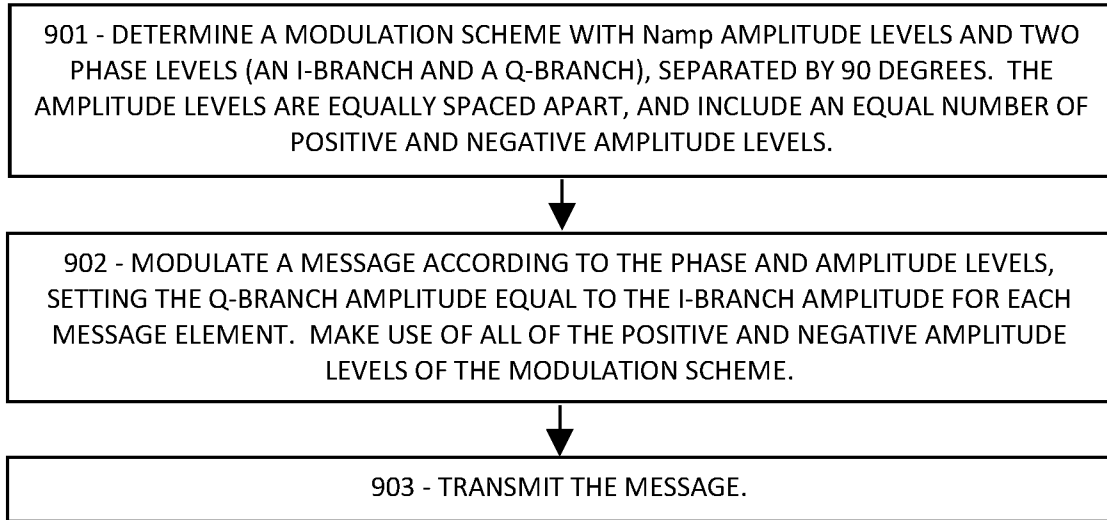 901 - DETERMINE A MODULATION SCHEME WITH Namp AMPLITUDE LEVELS AND TWO
PHASE LEVELS (AN I-BRANCH AND A Q-BRANCH), SEPARATED BY 90 DEGREES. THE
AMPLITUDE LEVELS ARE EQUALLY SPACED APART, AND INCLUDE AN EQUAL NUMBER OF
POSITIVE AND NEGATIVE AMPLITUDE LEVELS.
902 - MODULATE A MESSAGE ACCORDING TO THE PHASE AND AMPLITUDE LEVELS,
SETTING THE Q-BRANCH AMPLITUDE EQUAL TO THE I-BRANCH AMPLITUDE FOR EACH
MESSAGE ELEMENT. MAKE USE OF ALL OF THE POSITIVE AND NEGATIVE AMPLITUDE
LEVELS OF THE MODULATION SCHEME.
903 - TRANSMIT THE MESSAGE.